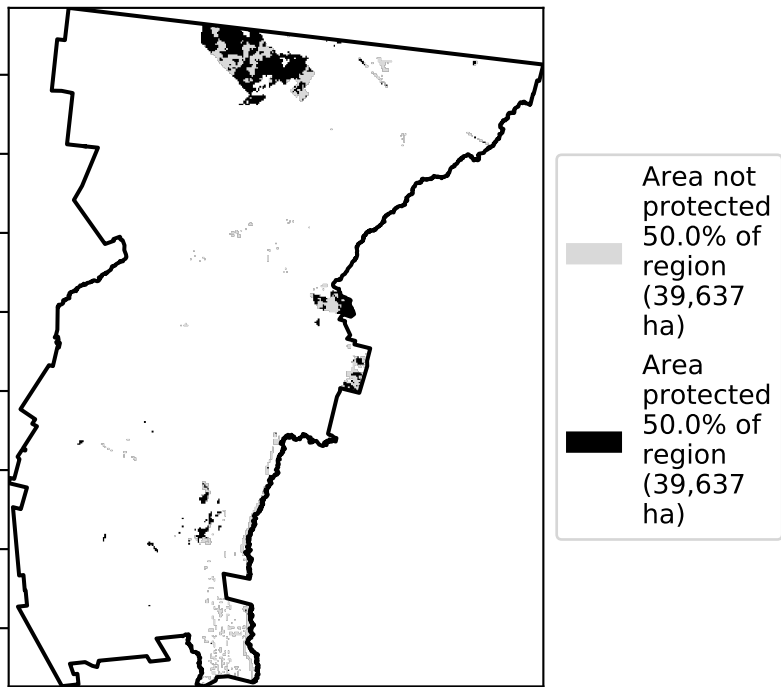 Area not
protected
50.0% of
region
(39,637
ha)
Area
protected
50.0% of
region
(39,637
ha)